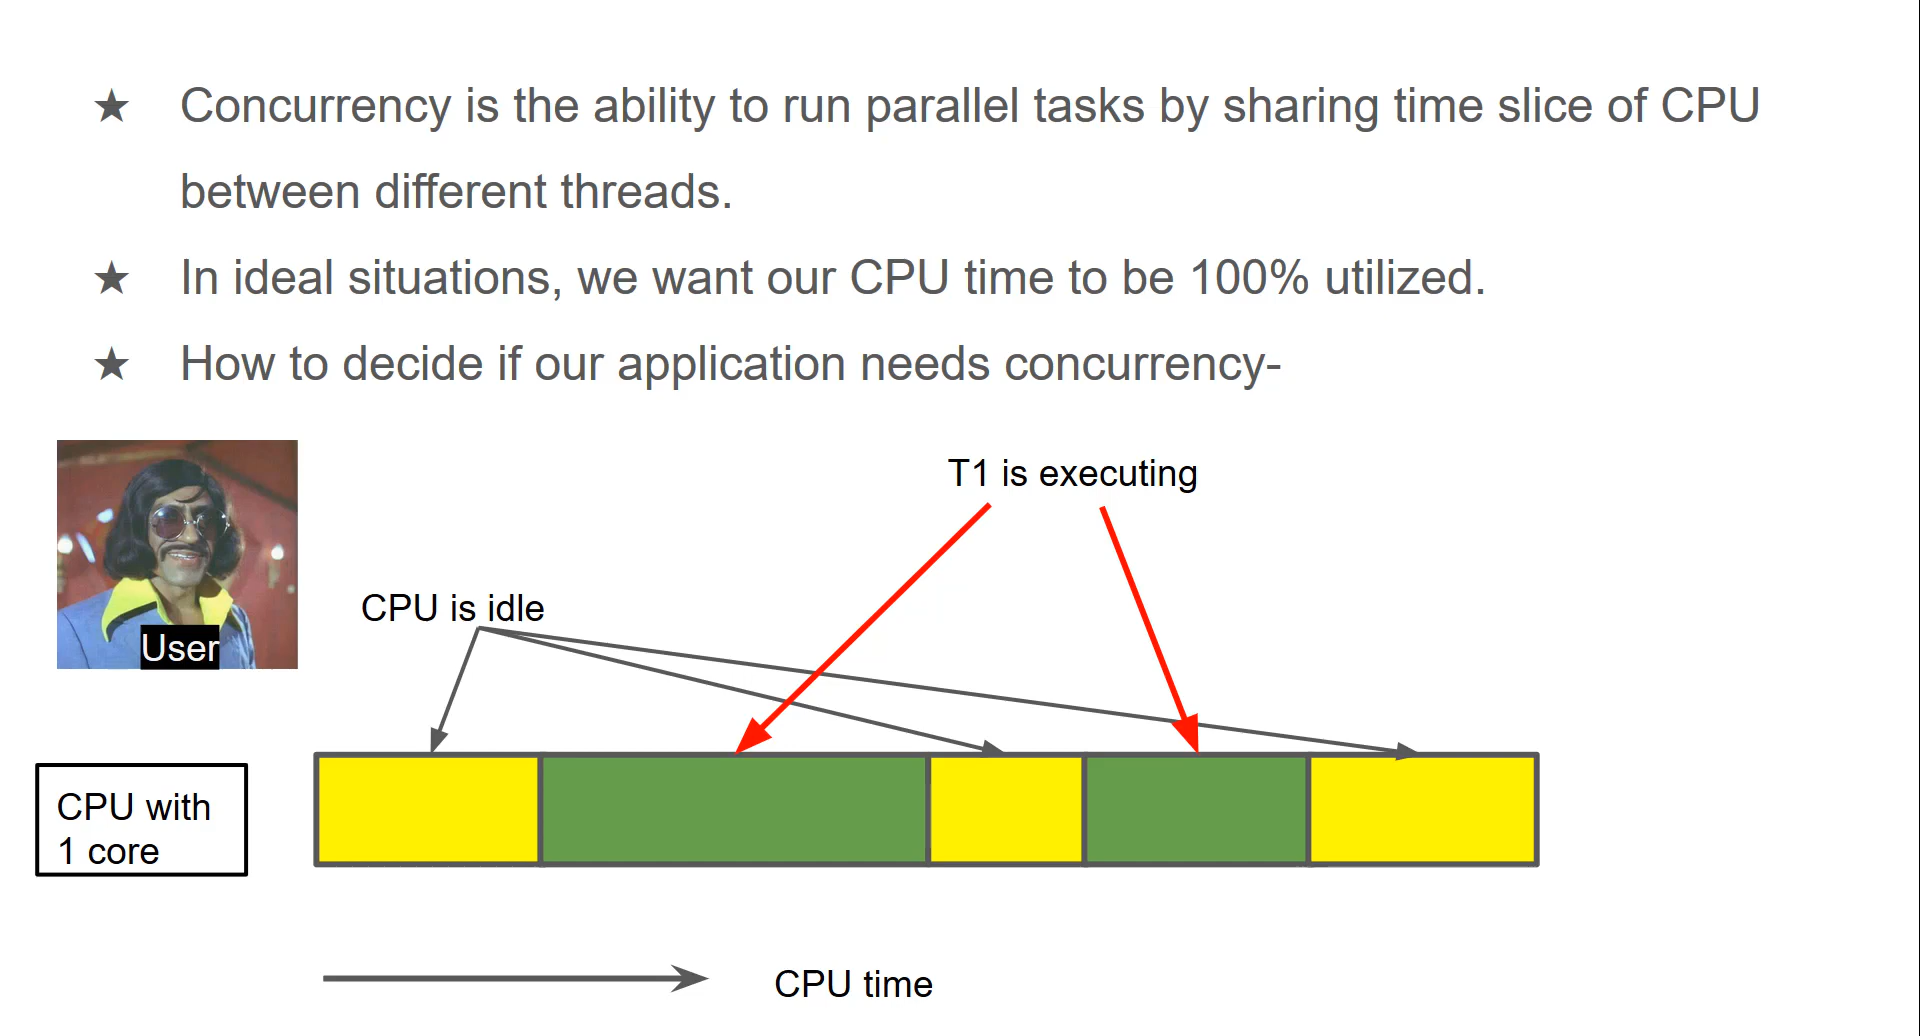 ★ Concurrency is the ability to run parallel tasks by sharing time slice of CPU
between different threads.
★ In ideal situations, we want our CPU time to be 100% utilized.
★ How to decide if our application needs concurrency-
T1 is executing
CPU is idle
User
CPU with
1 core
CPU time